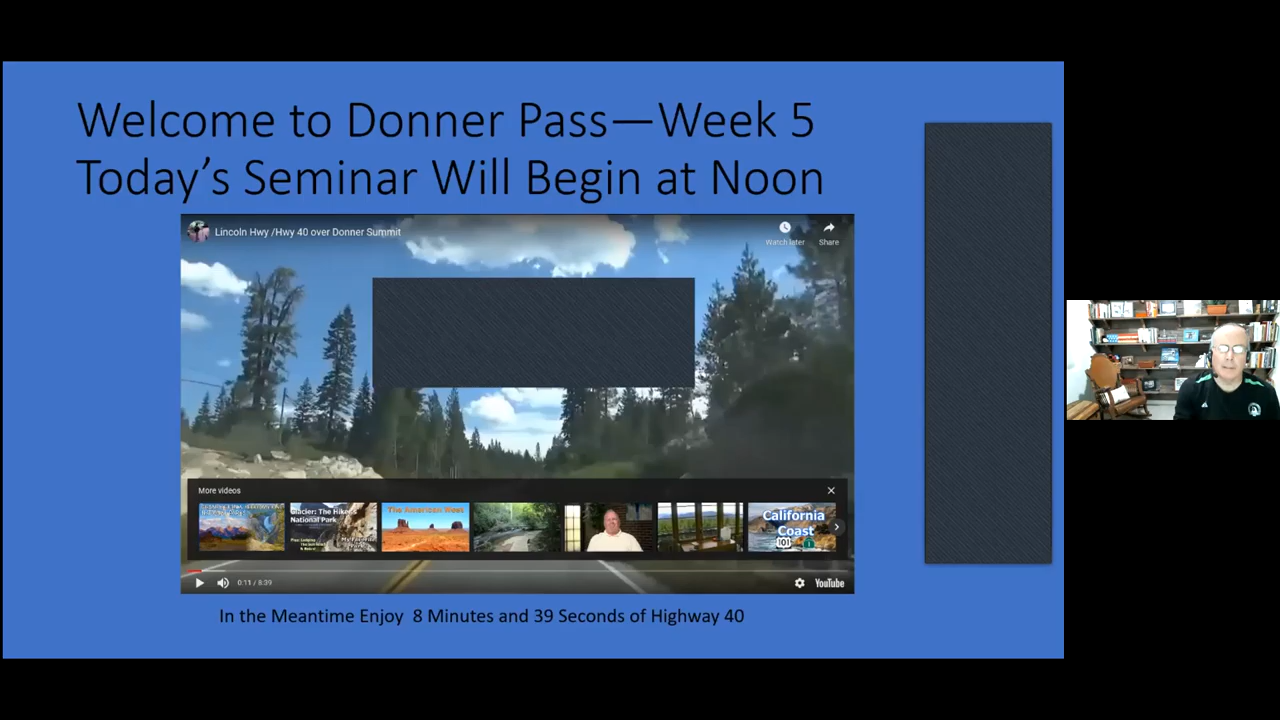 Welcome to Donner Pass—Week 5
Today's Seminar Will Begin at Noon
Lincoln Hwy /Hwy 40 over Donner Summit
Watch later
Share
More videos
Glacier: The Hiker's
National Park
The American West
California
Coast
101
1
0:11 / 8:39
YouTube
In the Meantime Enjoy 8 Minutes and 39 Seconds of Highway 40